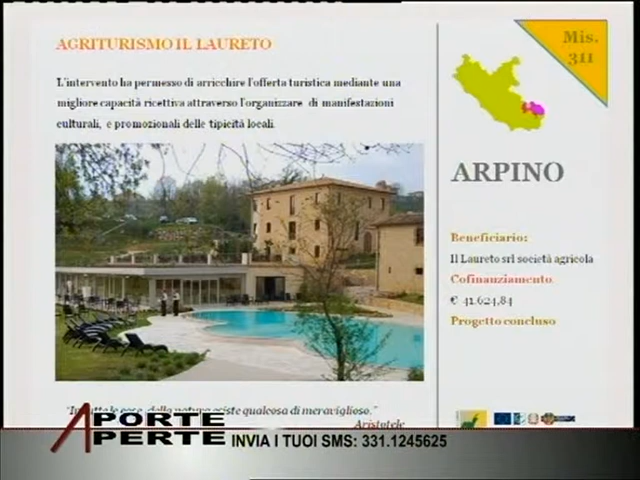 AGRITURISMO IL LAURETO
L'intervento ha permesso di arricchire l'offerta turistica mediante una
migliore capacità ricettiva attraverso l'organizzare di manifestazioni
culturali, e promozionali delle tipicità locali.
Mis.
311
ARPINO
Beneficiario:
Il Laureto srl società agricola
Cofinanziamento
€ 41.624,84
Progetto concluso
"In tutte le cose della natura esiste qualcosa di meraviglioso."
Aristotele
A PORTE
APERTE
INVIA I TUOI SMS: 331.1245625